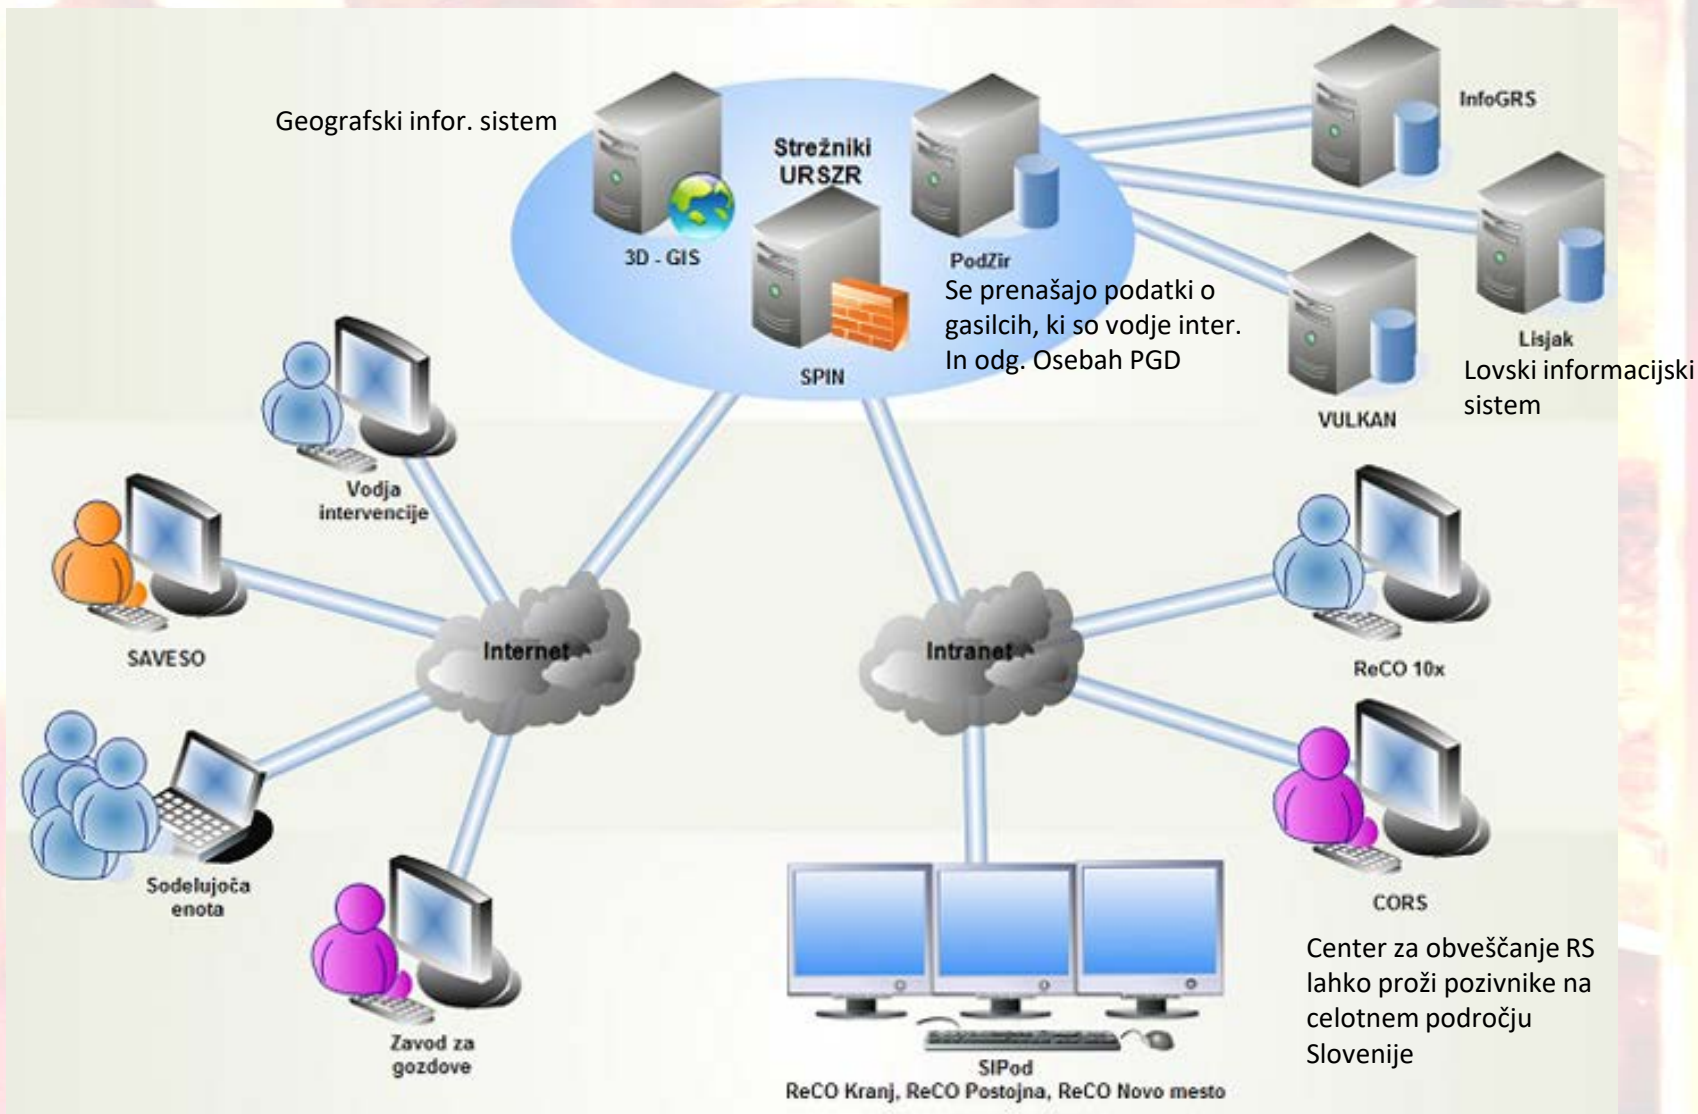 Geografski infor. sistem
Strežniki
URSZR
3D - GIS
SPIN
PodZir
Se prenašajo podatki o
gasilcih, ki so vodje inter.
In odg. Osebah PGD
InfoGRS
Lisjak
Lovski informacijski
sistem
VULKAN
Vodja
intervencije
SAVESO
Internet
Intranet
ReCO 10x
Sodelujoča
enota
CORS
Center za obveščanje RS
lahko proži pozivnike na
celotnem področju
Slovenije
Zavod za
gozdove
SIPod
ReCO Kranj, ReCO Postojna, ReCO Novo mesto